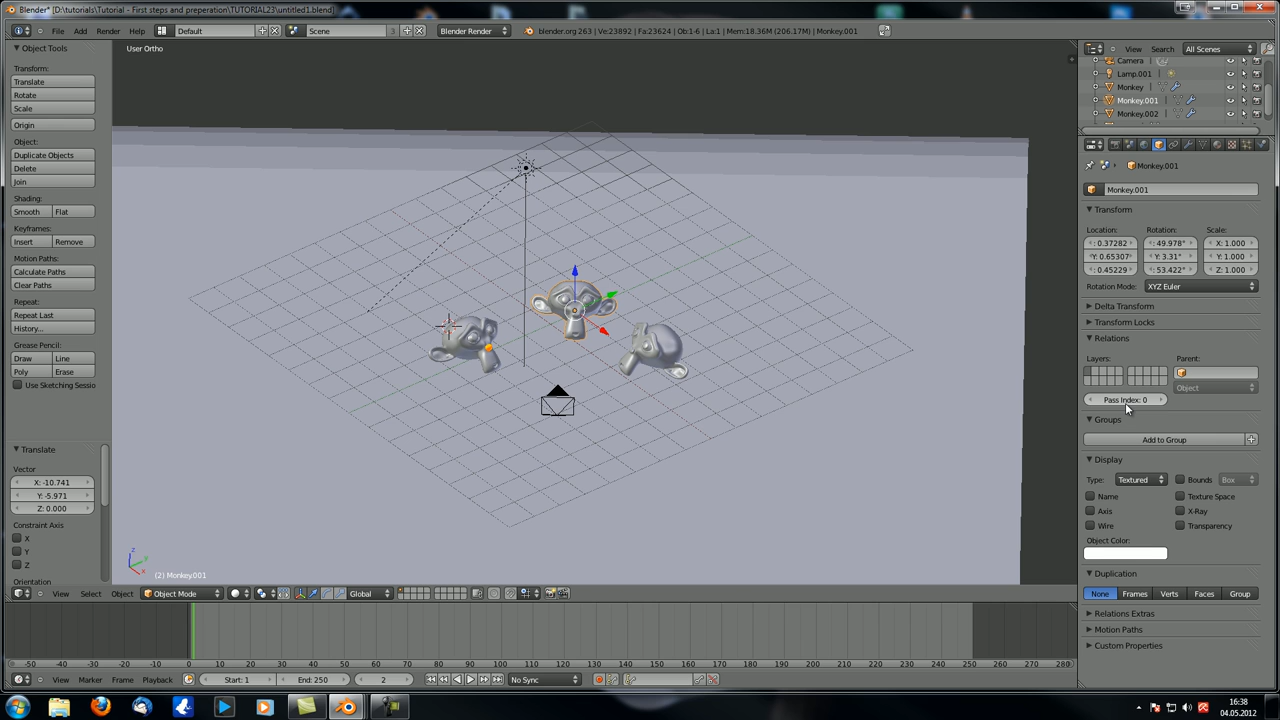 Blender* [D:\tutorials\Tutorial - First steps and preperation\TUTORIAL23\untitled1.blend]
File Add Render Help Default Scene 3 Blender Render blender.org 263 | Ve:23892 | Fa:23624 | Ob:1-6 | La:1 | Mem:18.36M (206.17M) | Monkey.001
Object Tools
Transform:
Translate
Rotate
Scale
Origin
Object:
Duplicate Objects
Delete
Join
Shading:
Smooth Flat
Keyframes:
Insert Remove
Motion Paths:
Calculate Paths
Clear Paths
Repeat:
Repeat Last
History...
Grease Pencil:
Draw Line
Poly Erase
Use Sketching Sessio
Translate
Vector
X: -10.741
Y: -5.971
Z: 0.000
Constraint Axis
X
Y
Z
Orientation
User Ortho
z
y
x
(2) Monkey.001
View Select Object Object Mode Global
-50 -40 -30 -20 -10 0 10 20 30 40 50 60 70 80 90 100 110 120 130 140 150 160 170 180 190 200 210 220 230 240 250 260 270 280
View Marker Frame Playback Start: 1 End: 250 2 No Sync
View Search All Scenes
Camera
Lamp.001
Monkey
Monkey.001
Monkey.002
Monkey.001
Monkey.001
Transform
Location: Rotation: Scale:
: 0.37282 : 49.978° X: 1.000
Y: 0.65307 Y: 3.31° Y: 1.000
: 0.45229 : 53.422° Z: 1.000
Rotation Mode: XYZ Euler
Delta Transform
Transform Locks
Relations
Layers: Parent:
Object
Pass Index: 0
Groups
Add to Group
Display
Type: Textured Bounds Box
Name Texture Space
Axis X-Ray
Wire Transparency
Object Color:
Duplication
None Frames Verts Faces Group
Relations Extras
Motion Paths
Custom Properties
16:38
04.05.2012